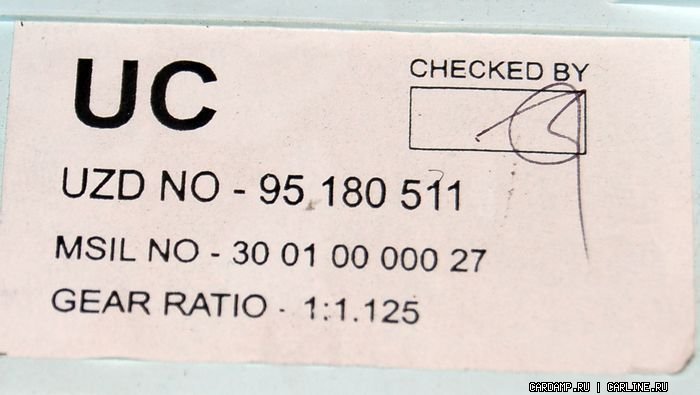 UC
CHECKED BY
UZD NO - 95 180 511
MSIL NO - 30 01 00 000 27
GEAR RATIO - 1:1.125
CARDAMP.RU | CARLINE.RU